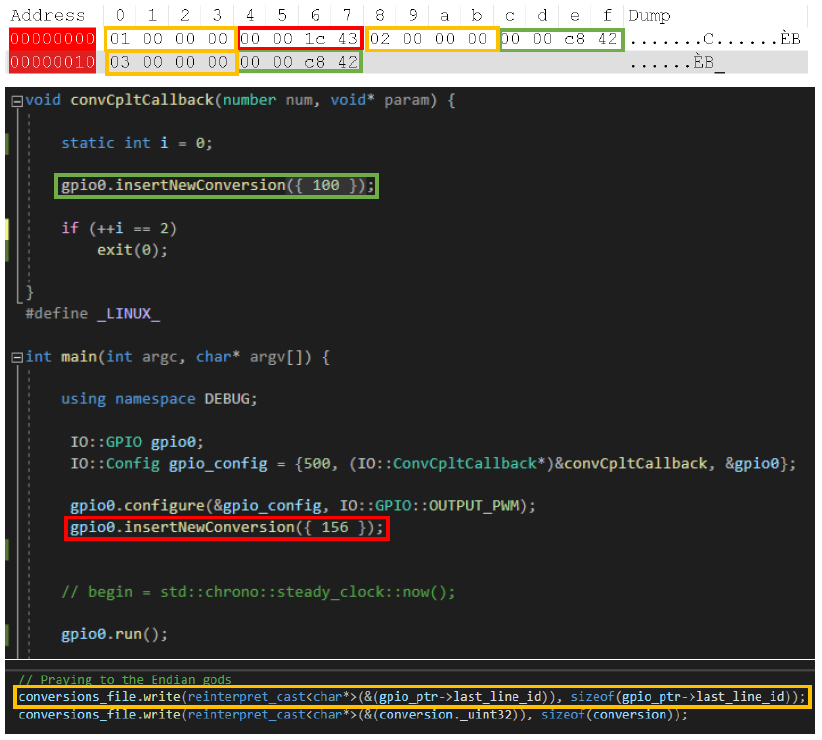 Address 0 1 2 3 4 5 6 7 8 9 a b c d e f Dump
00000000 01 00 00 00 00 00 1c 43 02 00 00 00 00 00 c8 42 .......C......ÈB
00000010 03 00 00 00 00 00 c8 42 ......ÈB_
void convCpltCallback(number num, void* param) {
static int i = 0;
gpio0.insertNewConversion({ 100 });
if (++i == 2)
exit(0);
}
#define _LINUX_
int main(int argc, char* argv[]) {
using namespace DEBUG;
IO::GPIO gpio0;
IO::Config gpio_config = {500, (IO::ConvCpltCallback*)&convCpltCallback, &gpio0};
gpio0.configure(&gpio_config, IO::GPIO::OUTPUT_PWM);
gpio0.insertNewConversion({ 156 });
// begin = std::chrono::steady_clock::now();
gpio0.run();
// Praying to the Endian gods
conversions_file.write(reinterpret_cast<char*>(&(gpio_ptr->last_line_id)), sizeof(gpio_ptr->last_line_id));
conversions_file.write(reinterpret_cast<char*>(&(conversion._uint32)), sizeof(conversion));